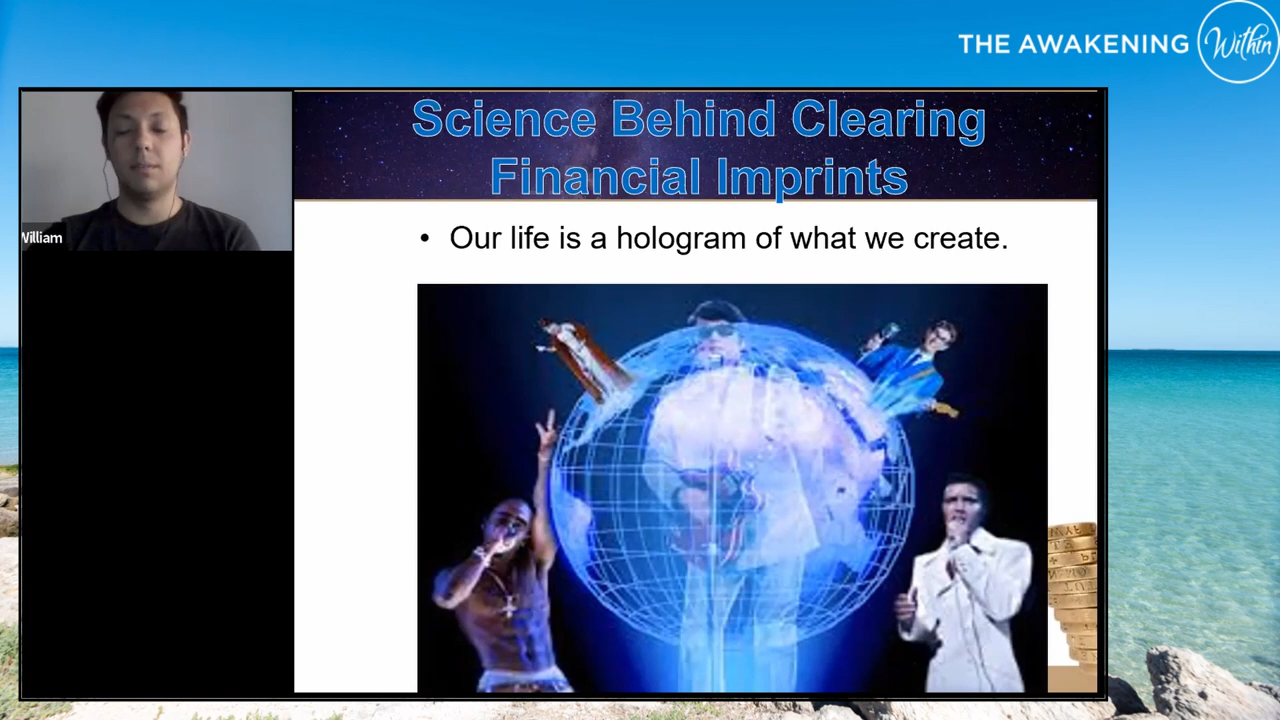 THE AWAKENING Within
Science Behind Clearing
Financial Imprints
William
• Our life is a hologram of what we create.